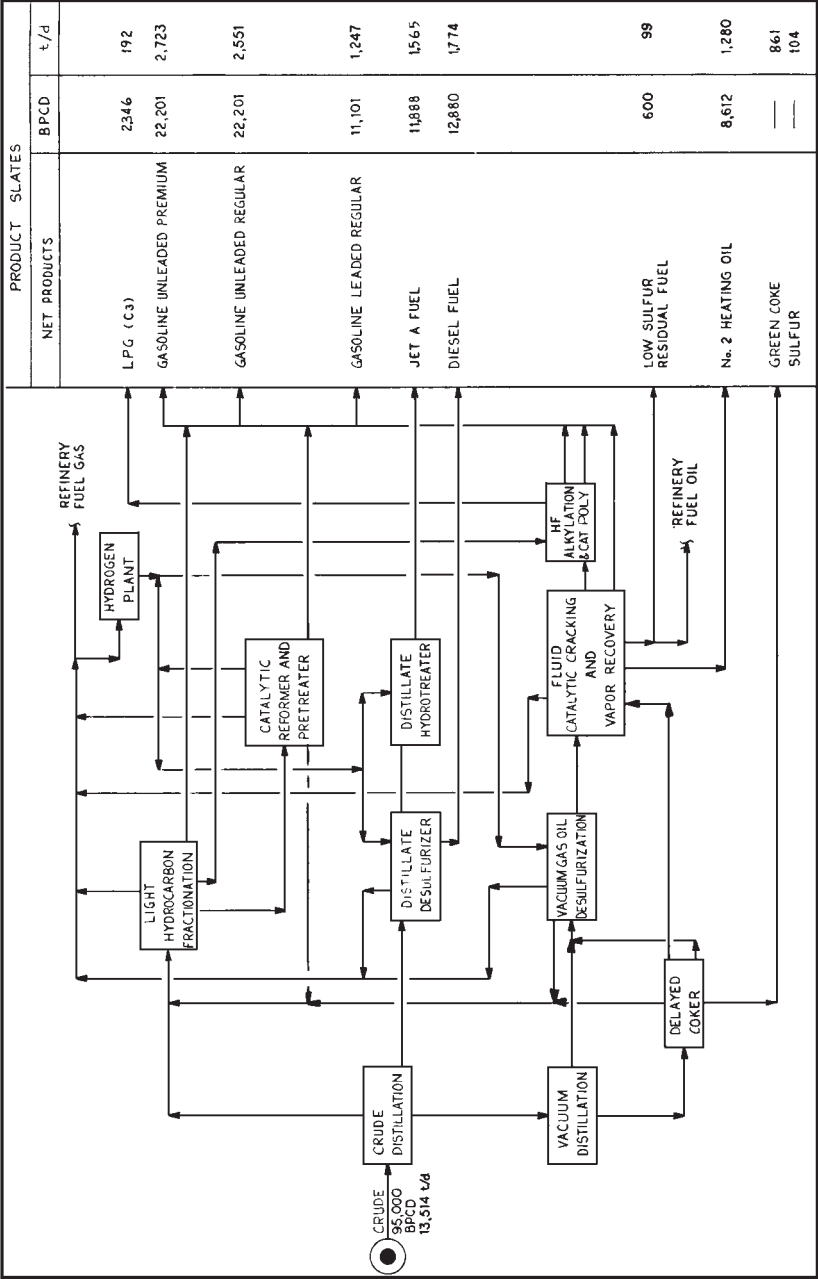 PRODUCT SLATES
NET PRODUCTS BPCD t/d
LPG (C3) 2,346 192
GASOLINE UNLEADED PREMIUM 22,201 2,723
GASOLINE UNLEADED REGULAR 22,201 2,551
GASOLINE LEADED REGULAR 11,101 1,247
JET A FUEL 11,888 1,565
DIESEL FUEL 12,880 1,774
LOW SULFUR
RESIDUAL FUEL 600 99
No. 2 HEATING OIL 8,612 1,280
GREEN COKE — 861
SULFUR — 104
REFINERY
FUEL GAS
HYDROGEN
PLANT
LIGHT
HYDROCARBON
FRACTIONATION
CATALYTIC
REFORMER AND
PRETREATER
CRUDE
95,000
BPCD
13,514 t/d
CRUDE
DISTILLATION
DISTILLATE
DESULFURIZER
DISTILLATE
HYDROTREATER
VACUUM
DISTILLATION
VACUUM GAS OIL
DESULFURIZATION
FLUID
CATALYTIC CRACKING
AND
VAPOR RECOVERY
HF
ALKYLATION
& CAT POLY
REFINERY
FUEL OIL
DELAYED
COKER